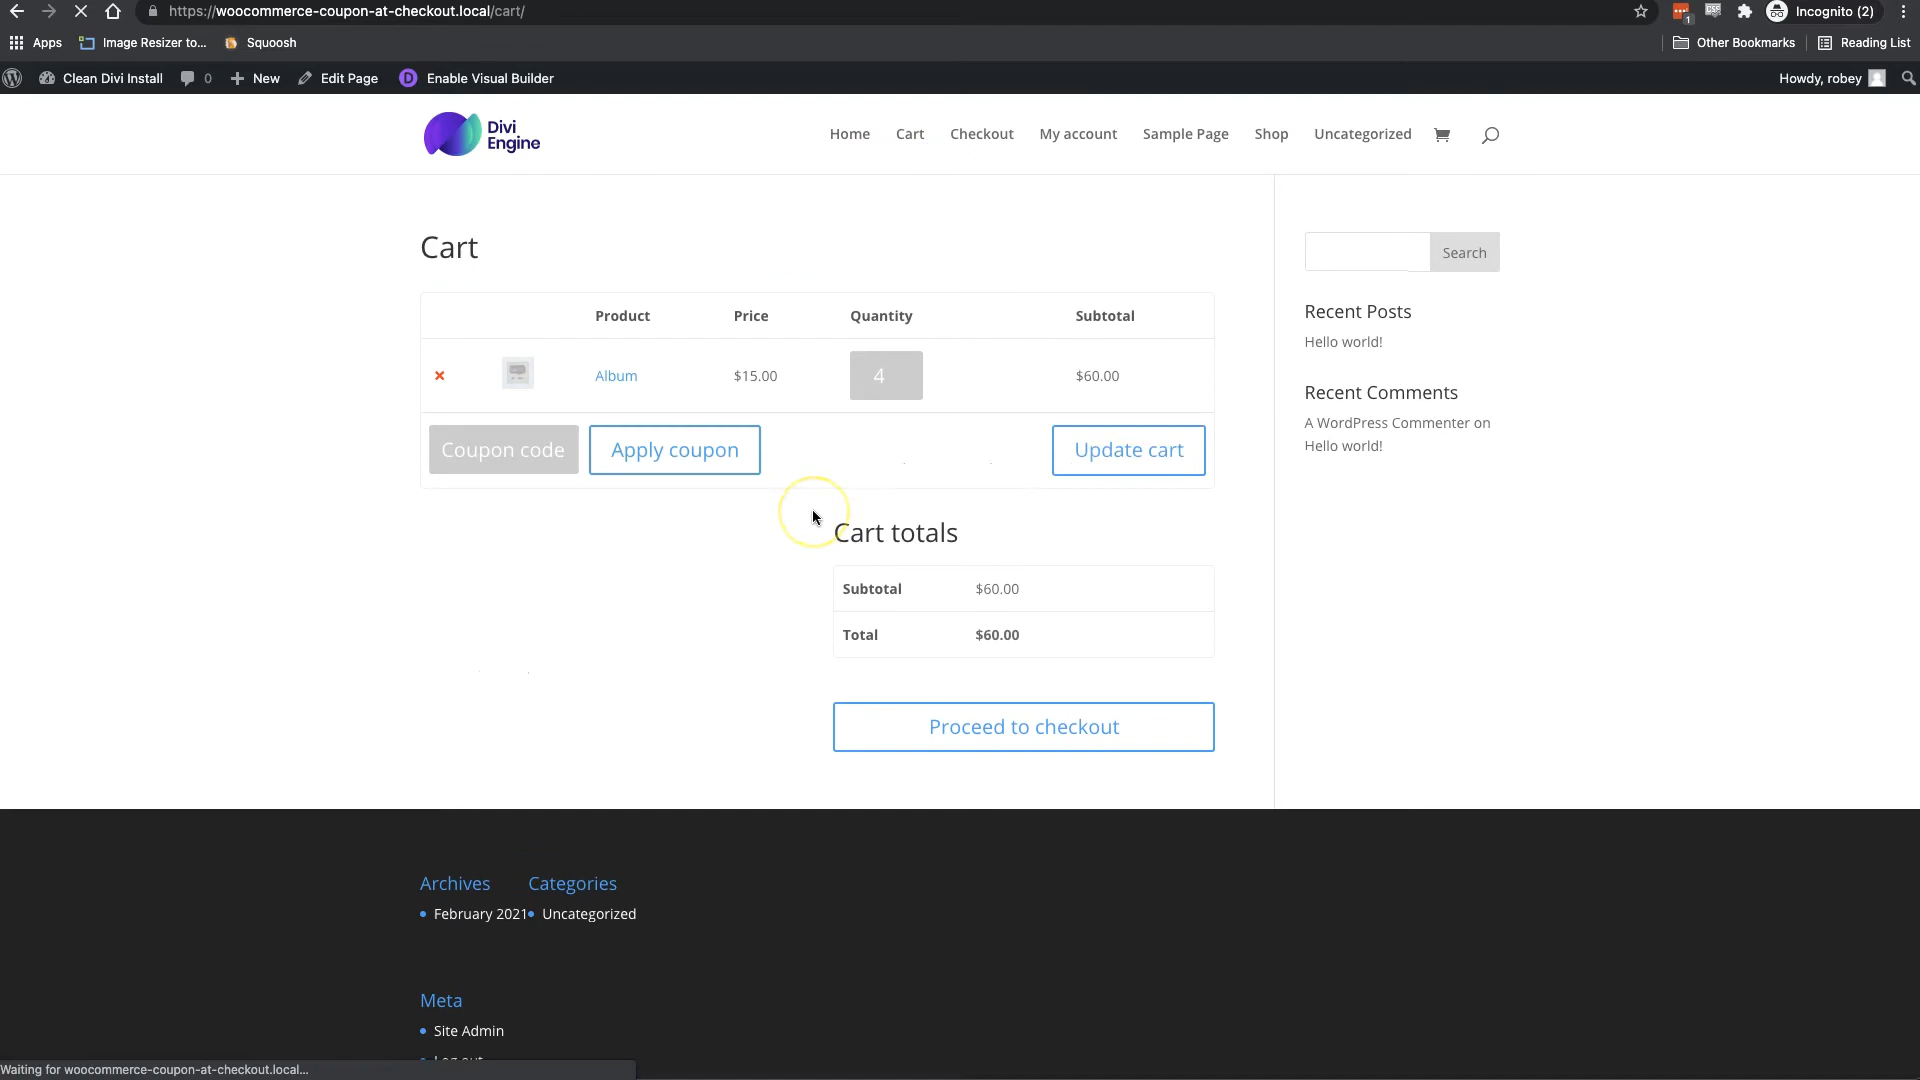 https://woocommerce-coupon-at-checkout.local/cart/
1
Incognito (2)
Apps
Image Resizer to...
Squoosh
Other Bookmarks
Reading List
Clean Divi Install
0
New
Edit Page
Enable Visual Builder
Howdy, robey
Divi
Engine
Home
Cart
Checkout
My account
Sample Page
Shop
Uncategorized
Cart
Product Price Quantity Subtotal
Album $15.00 4 $60.00
Coupon code
Apply coupon
Update cart
Cart totals
Subtotal $60.00
Total $60.00
Proceed to checkout
Search
Recent Posts
Hello world!
Recent Comments
A WordPress Commenter on
Hello world!
Archives
February 2021
Categories
Uncategorized
Meta
Site Admin
Log out
Waiting for woocommerce-coupon-at-checkout.local...